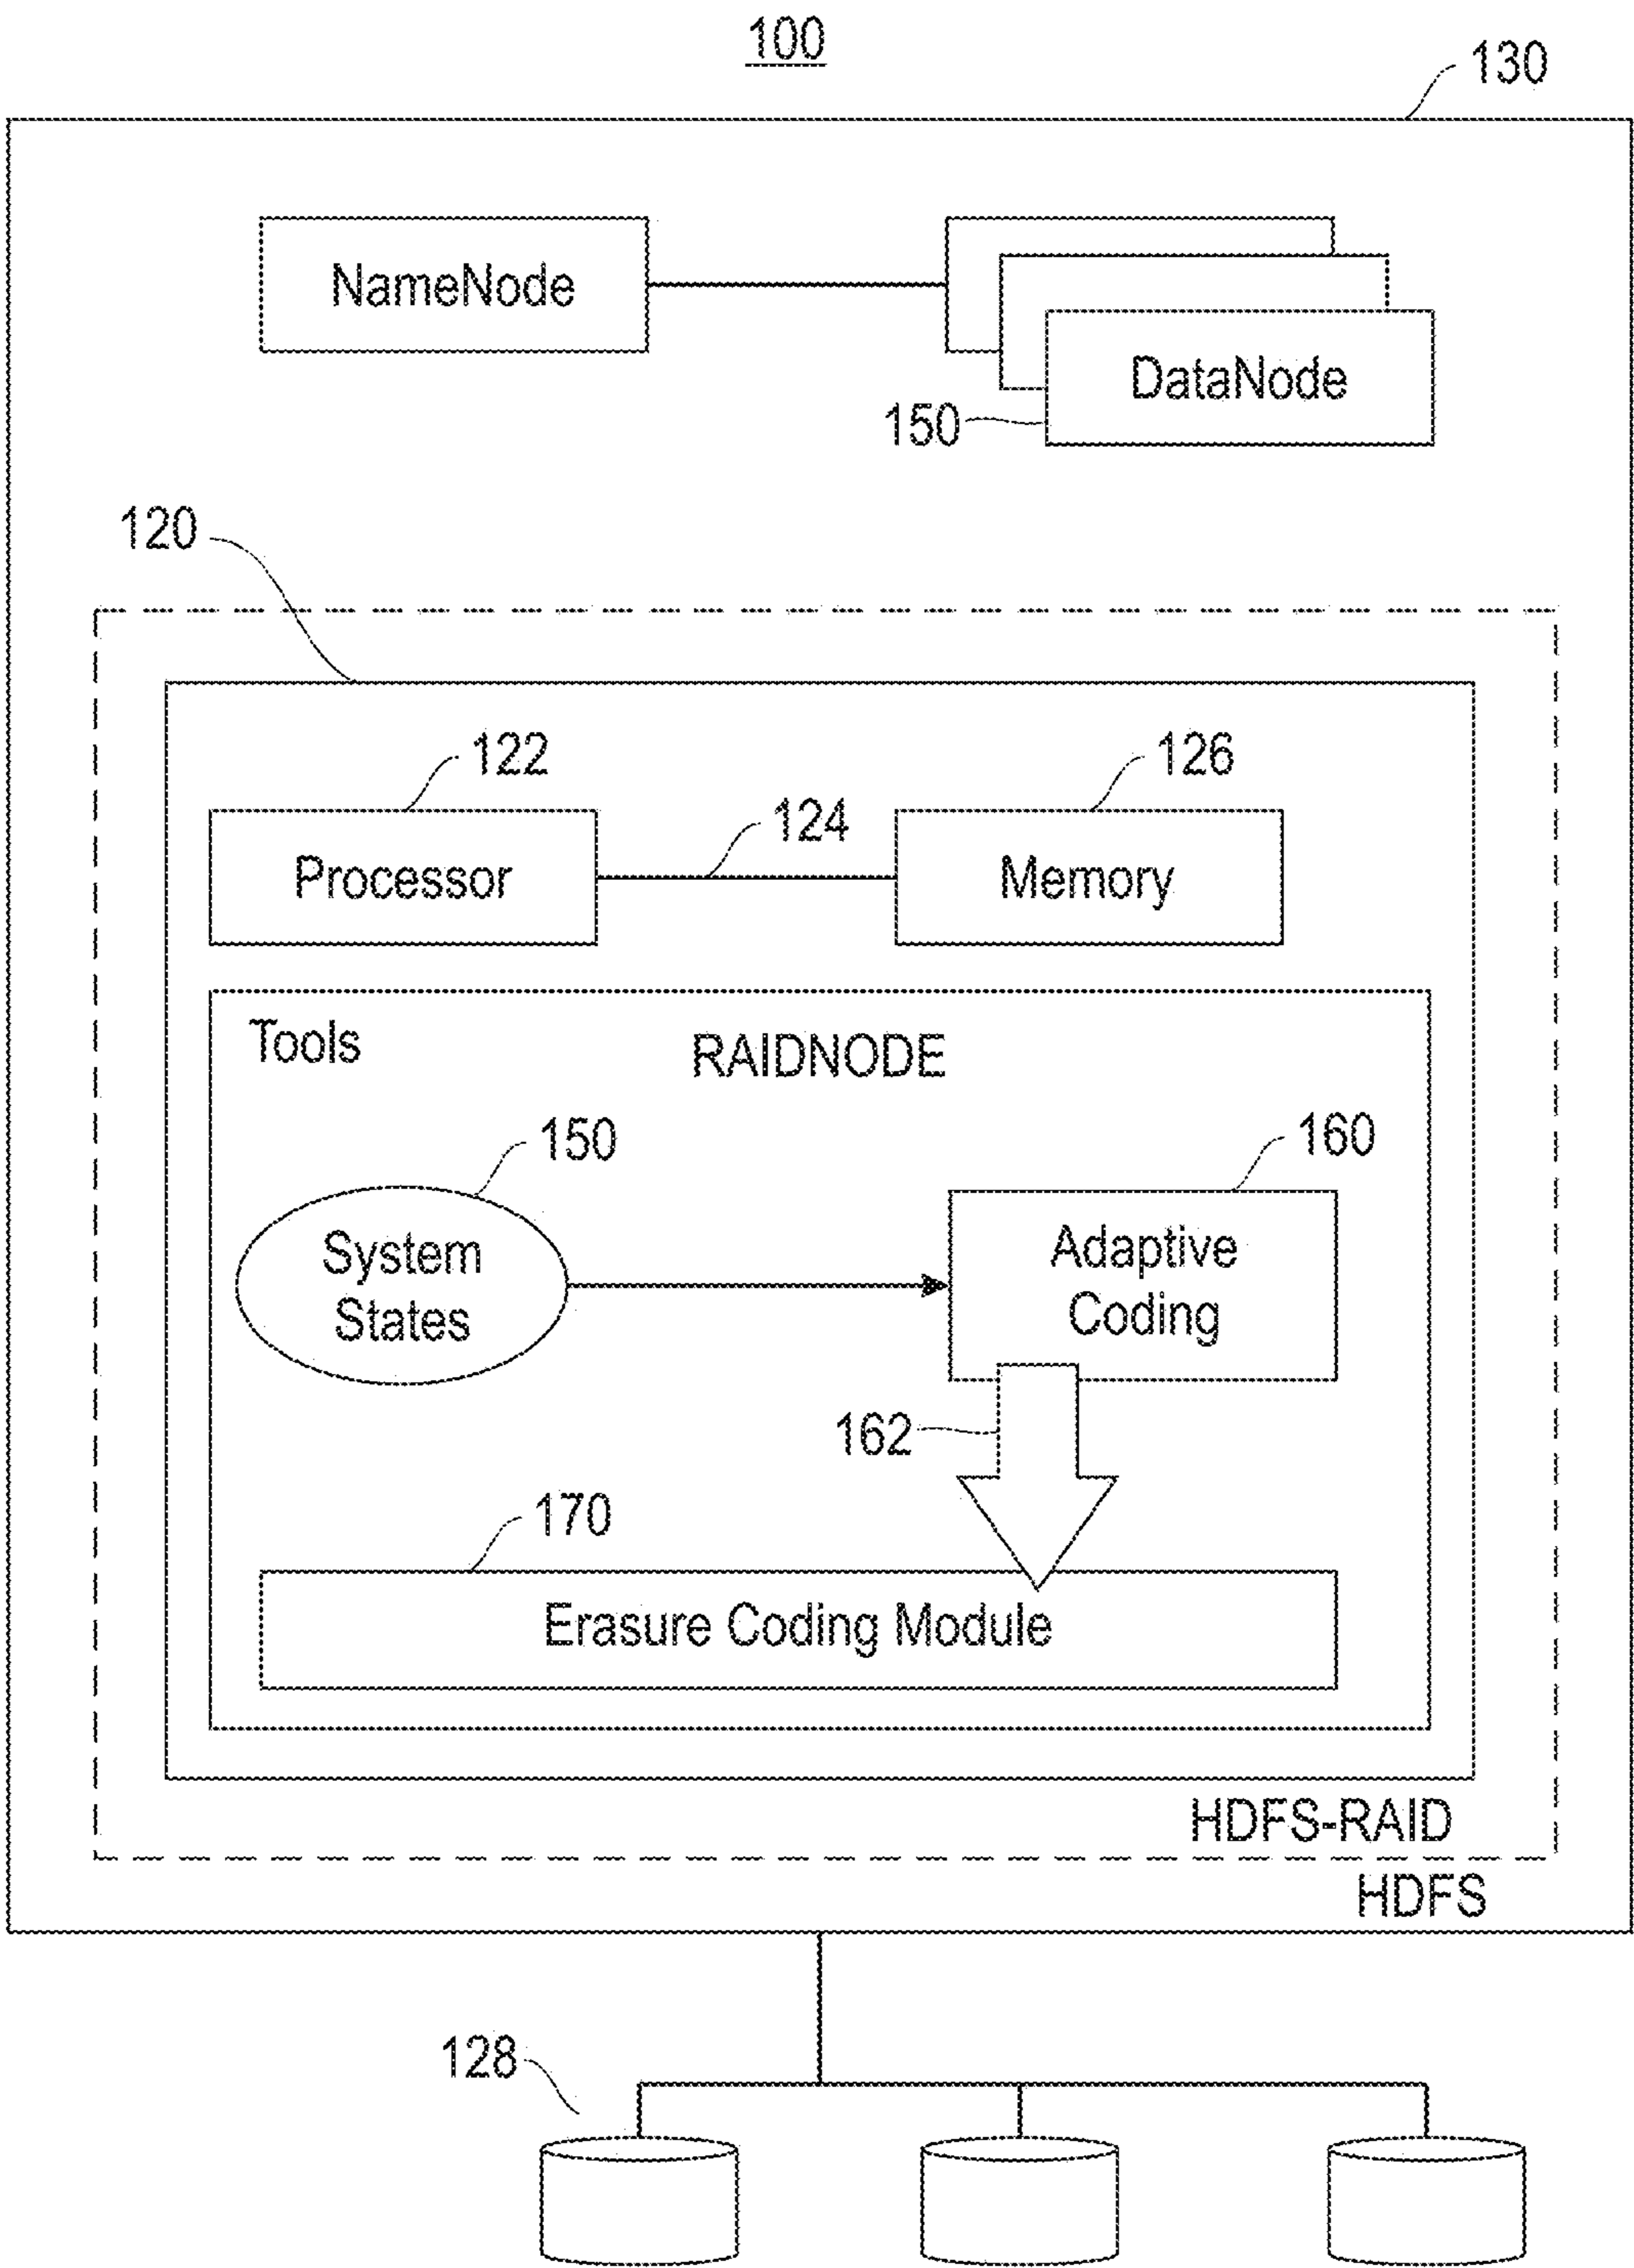 100
130
NameNode
DataNode
150
120
122
126
124
Processor
Memory
Tools
RAIDNODE
150
160
System
States
Adaptive
Coding
162
170
Erasure Coding Module
HDFS-RAID
HDFS
128